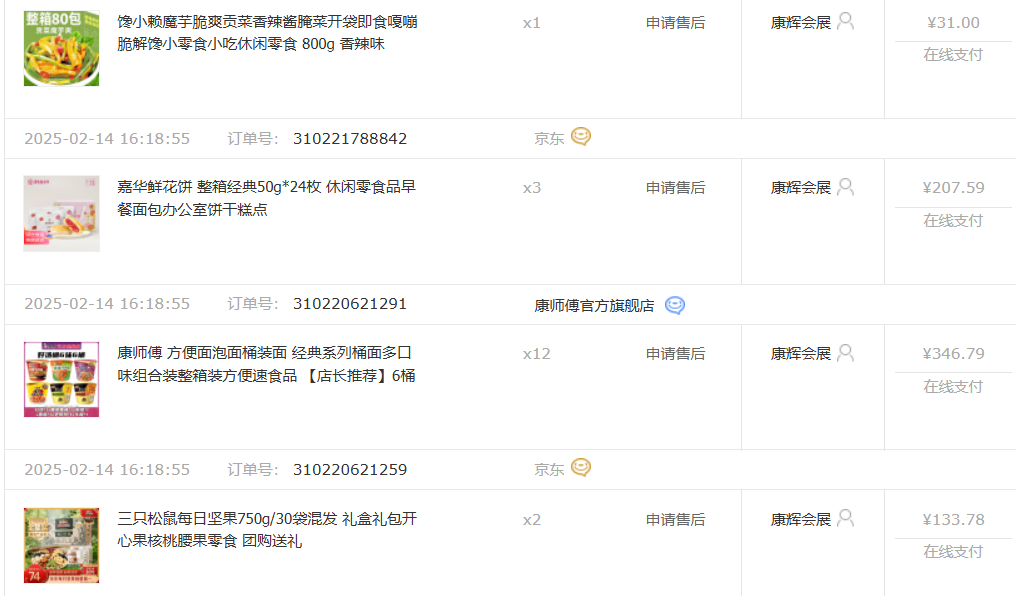 整箱80包
馋小赖魔芋脆爽贡菜香辣酱腌菜开袋即食嘎嘣
脆解馋小零食小吃休闲零食 800g 香辣味
x1
申请售后
康辉会展
¥31.00
在线支付
2025-02-14 16:18:55 订单号： 310221788842 京东
嘉华鲜花饼 整箱经典50g*24枚 休闲零食品早
餐面包办公室饼干糕点
x3
申请售后
康辉会展
¥207.59
在线支付
2025-02-14 16:18:55 订单号： 310220621291 康师傅官方旗舰店
康师傅 方便面泡面桶装面 经典系列桶面多口
味组合装整箱装方便速食品 【店长推荐】6桶
x12
申请售后
康辉会展
¥346.79
在线支付
2025-02-14 16:18:55 订单号： 310220621259 京东
74
三只松鼠每日坚果750g/30袋混发 礼盒礼包开
心果核桃腰果零食 团购送礼
x2
申请售后
康辉会展
¥133.78
在线支付